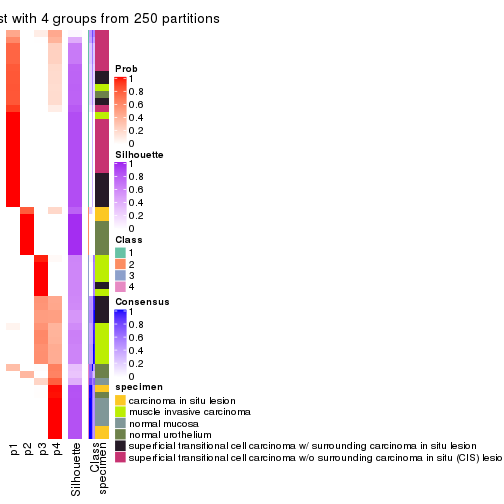 st with 4 groups from 250 partitions
Prob
1
0.8
0.6
0.4
0.2
0
Silhouette
1
0.8
0.6
0.4
0.2
0
Class
1
2
3
4
Consensus
1
0.8
0.6
0.4
0.2
0
specimen
carcinoma in situ lesion
muscle invasive carcinoma
normal mucosa
normal urothelium
superficial transitional cell carcinoma w/ surrounding carcinoma in situ lesion
superficial transitional cell carcinoma w/o surrounding carcinoma in situ (CIS) lesio
p1
p2
p3
p4
Silhouette
Class
specimen